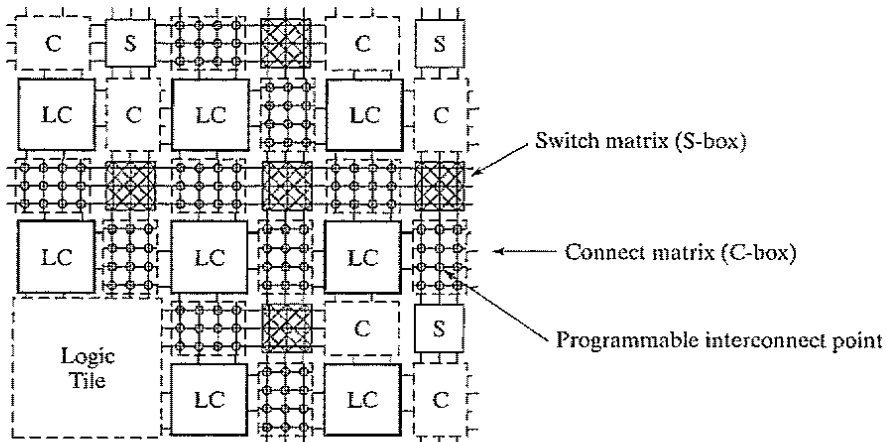 C S C S
LC C LC LC C
Switch matrix (S-box)
LC LC LC
Connect matrix (C-box)
C S
Programmable interconnect point
Logic
Tile
LC LC C